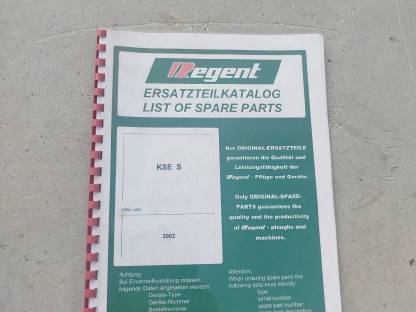 Regent
ERSATZTEILKATALOG
LIST OF SPARE PARTS
KSE S
2002
Nur ORIGINAL-ERSATZTEILE
garantieren die Qualität und
Leistungsfähigkeit der
Regent - Pflüge und Geräte.
Only ORIGINAL-SPARE-
PARTS guarantees the
quality and the productivity
of Regent - ploughs and
machines.
Achtung:
Bei Ersatzteilbestellung müssen
folgende Daten angegeben werden:
Geräte-Type
Geräte-Nummer
Bestellnummer
Attention:
When ordering spare parts the
following data must identify:
type
serial number
spare part number